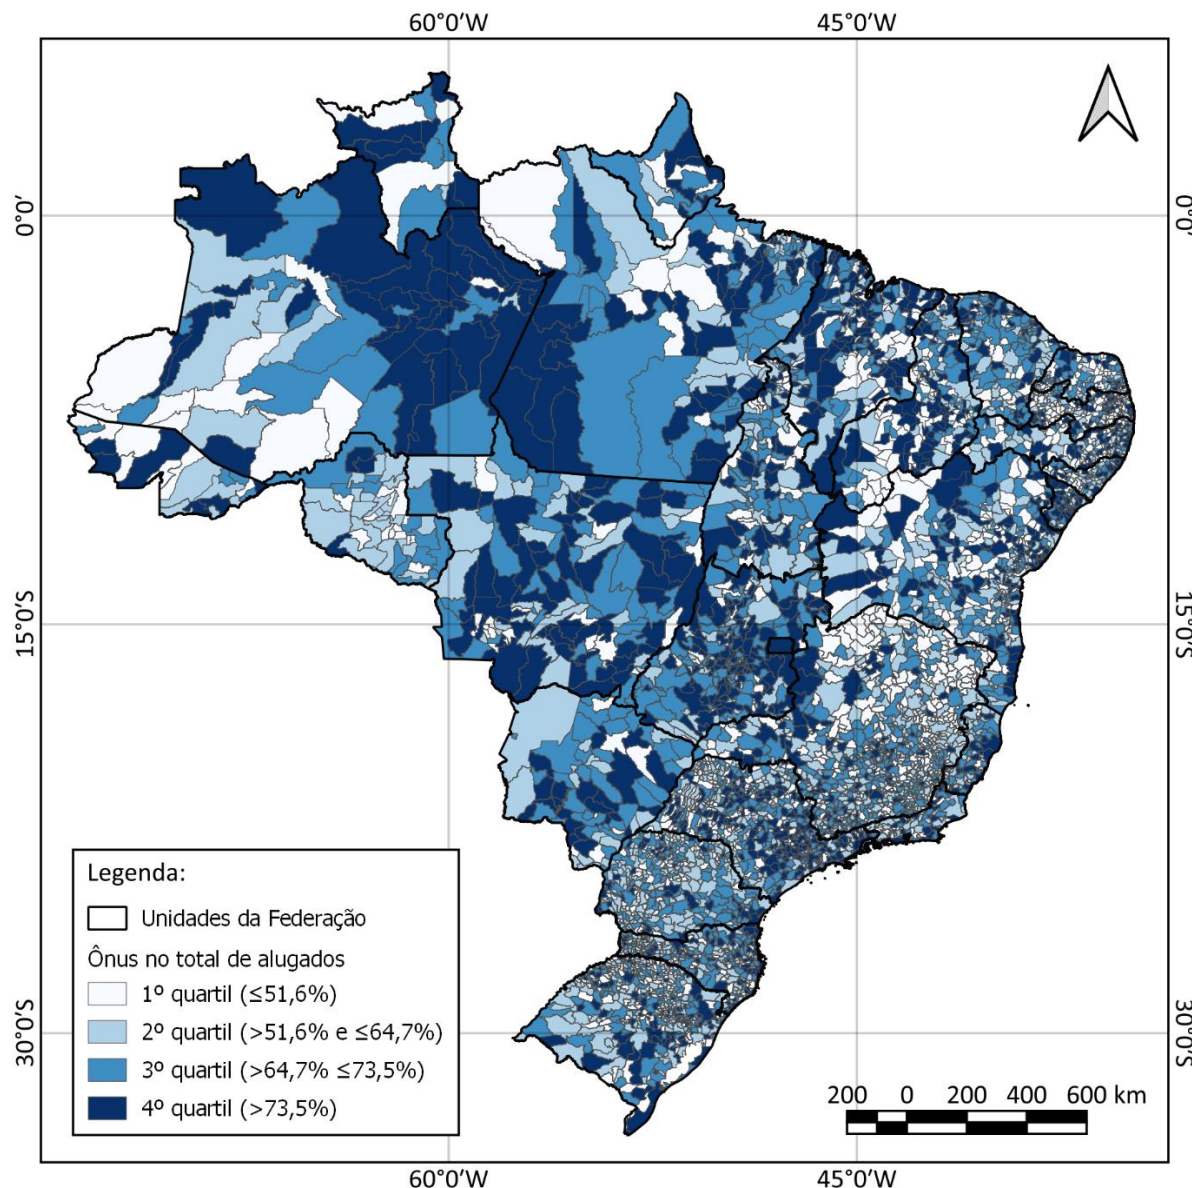 60°0′W 45°0′W
0°0′ 0°0′
15°0′S 15°0′S
30°0′S 30°0′S
Legenda:
Unidades da Federação
Ônus no total de alugados
1º quartil (≤51,6%)
2º quartil (>51,6% e ≤64,7%)
3º quartil (>64,7% ≤73,5%)
4º quartil (>73,5%)
200 0 200 400 600 km
60°0′W 45°0′W